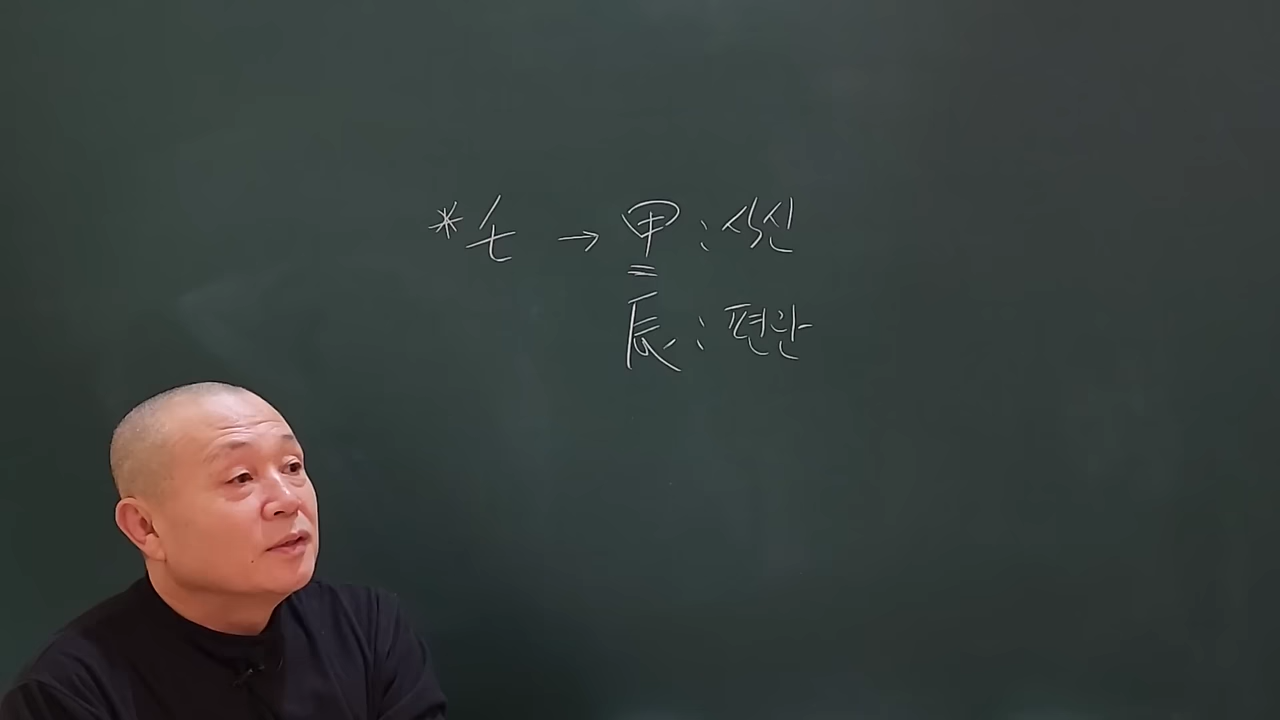 *壬 → 甲 : 식신
辰 : 편관